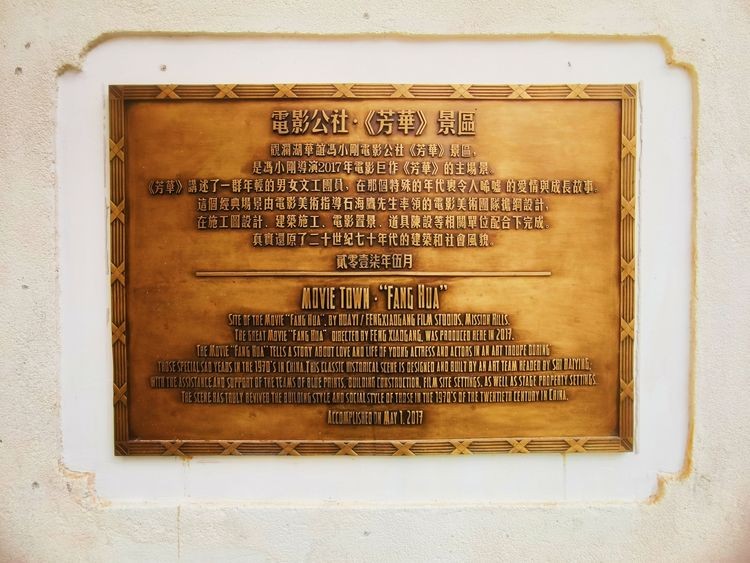 電影公社·《芳華》景區
觀瀾湖華誼馮小剛電影公社《芳華》景區，
是馮小剛導演2017年電影巨作《芳華》的主場景。
《芳華》講述了一群年輕的男女文工團員，在那個特殊的年代裏令人唏噓的愛情與成長故事。
這個經典場景由電影美術指導石海鷹先生率領的電影美術團隊擔綱設計，
在施工圖設計、建築施工、電影置景、道具陳設等相關單位配合下完成。
真實還原了二十世紀七十年代的建築和社會風貌。
貳零壹柒年伍月
MOVIE TOWN·"FANG HUA"
SITE OF THE MOVIE "FANG HUA", BY HUAYI / FENGXIAOGANG FILM STUDIOS, MISSION HILLS.
THE GREAT MOVIE "FANG HUA" DIRECTED BY FENG XIAOGANG, WAS PRODUCED HERE IN 2017.
THE MOVIE "FANG HUA" TELLS A STORY ABOUT LOVE AND LIFE OF YOUNG ACTRESS AND ACTORS IN AN ART TROUPE DURING
THOSE SPECIAL SAD YEARS IN THE 1970'S IN CHINA. THIS CLASSIC HISTORICAL SCENE IS DESIGNED AND BUILT BY AN ART TEAM HEADED BY SHI HAIYING,
WITH THE ASSISTANCE AND SUPPORT OF THE TEAMS OF BLUE PRINTS, BUILDING CONSTRUCTION, FILM SITE SETTINGS, AS WELL AS STAGE PROPERTY SETTINGS.
THE SCENE HAS TRULY REVIVED THE BUILDING STYLE AND SOCIAL STYLE OF THOSE IN THE 1970'S OF THE TWENTIETH CENTURY IN CHINA.
ACCOMPLISHED ON MAY 1, 2017